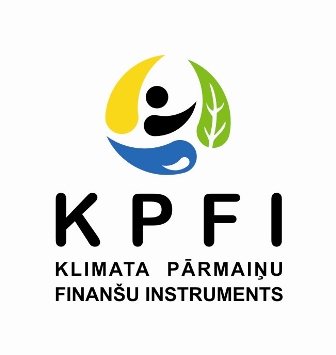 KPFI
KLIMATA PĀRMAIŅU
FINANŠU INSTRUMENTS